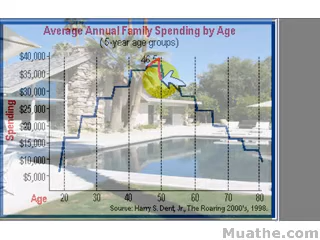 Average Annual Family Spending by Age
( 5-year age groups)
46.5
$40,000
$35,000
$30,000
$25,000
$20,000
$15,000
$10,000
$5,000
Spending
Age 20 30 40 50 60 70 80
Source: Harry S. Dent, Jr., The Roaring 2000's, 1998.
Muathe.com